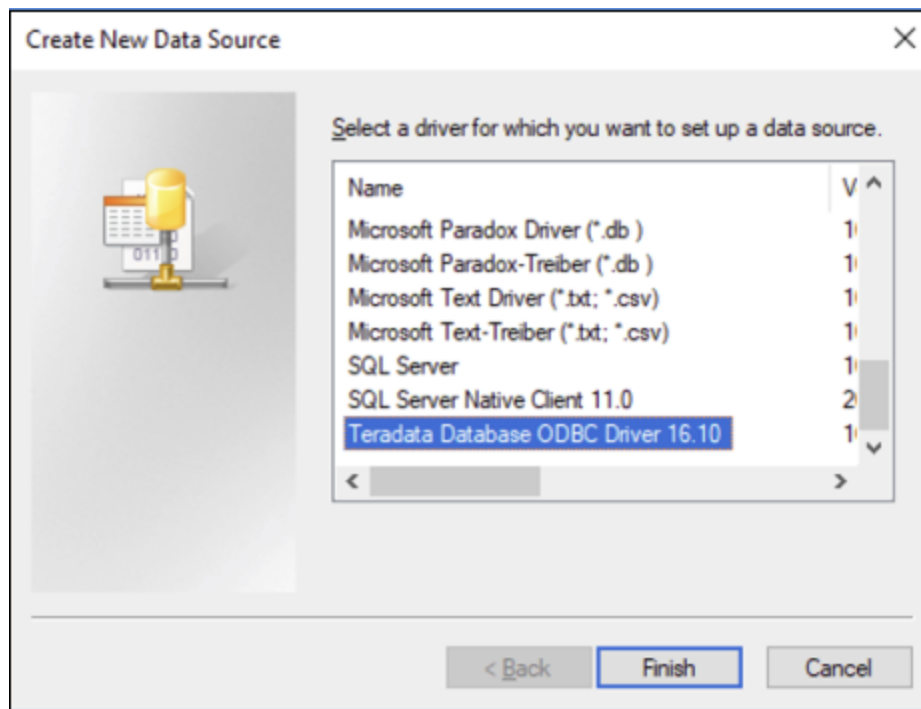 Create New Data Source
Select a driver for which you want to set up a data source.
Name V
Microsoft Paradox Driver (*.db )
Microsoft Paradox-Treiber (*.db )
Microsoft Text Driver (*.txt; *.csv)
Microsoft Text-Treiber (*.txt; *.csv)
SQL Server
SQL Server Native Client 11.0
Teradata Database ODBC Driver 16.10
< Back Finish Cancel